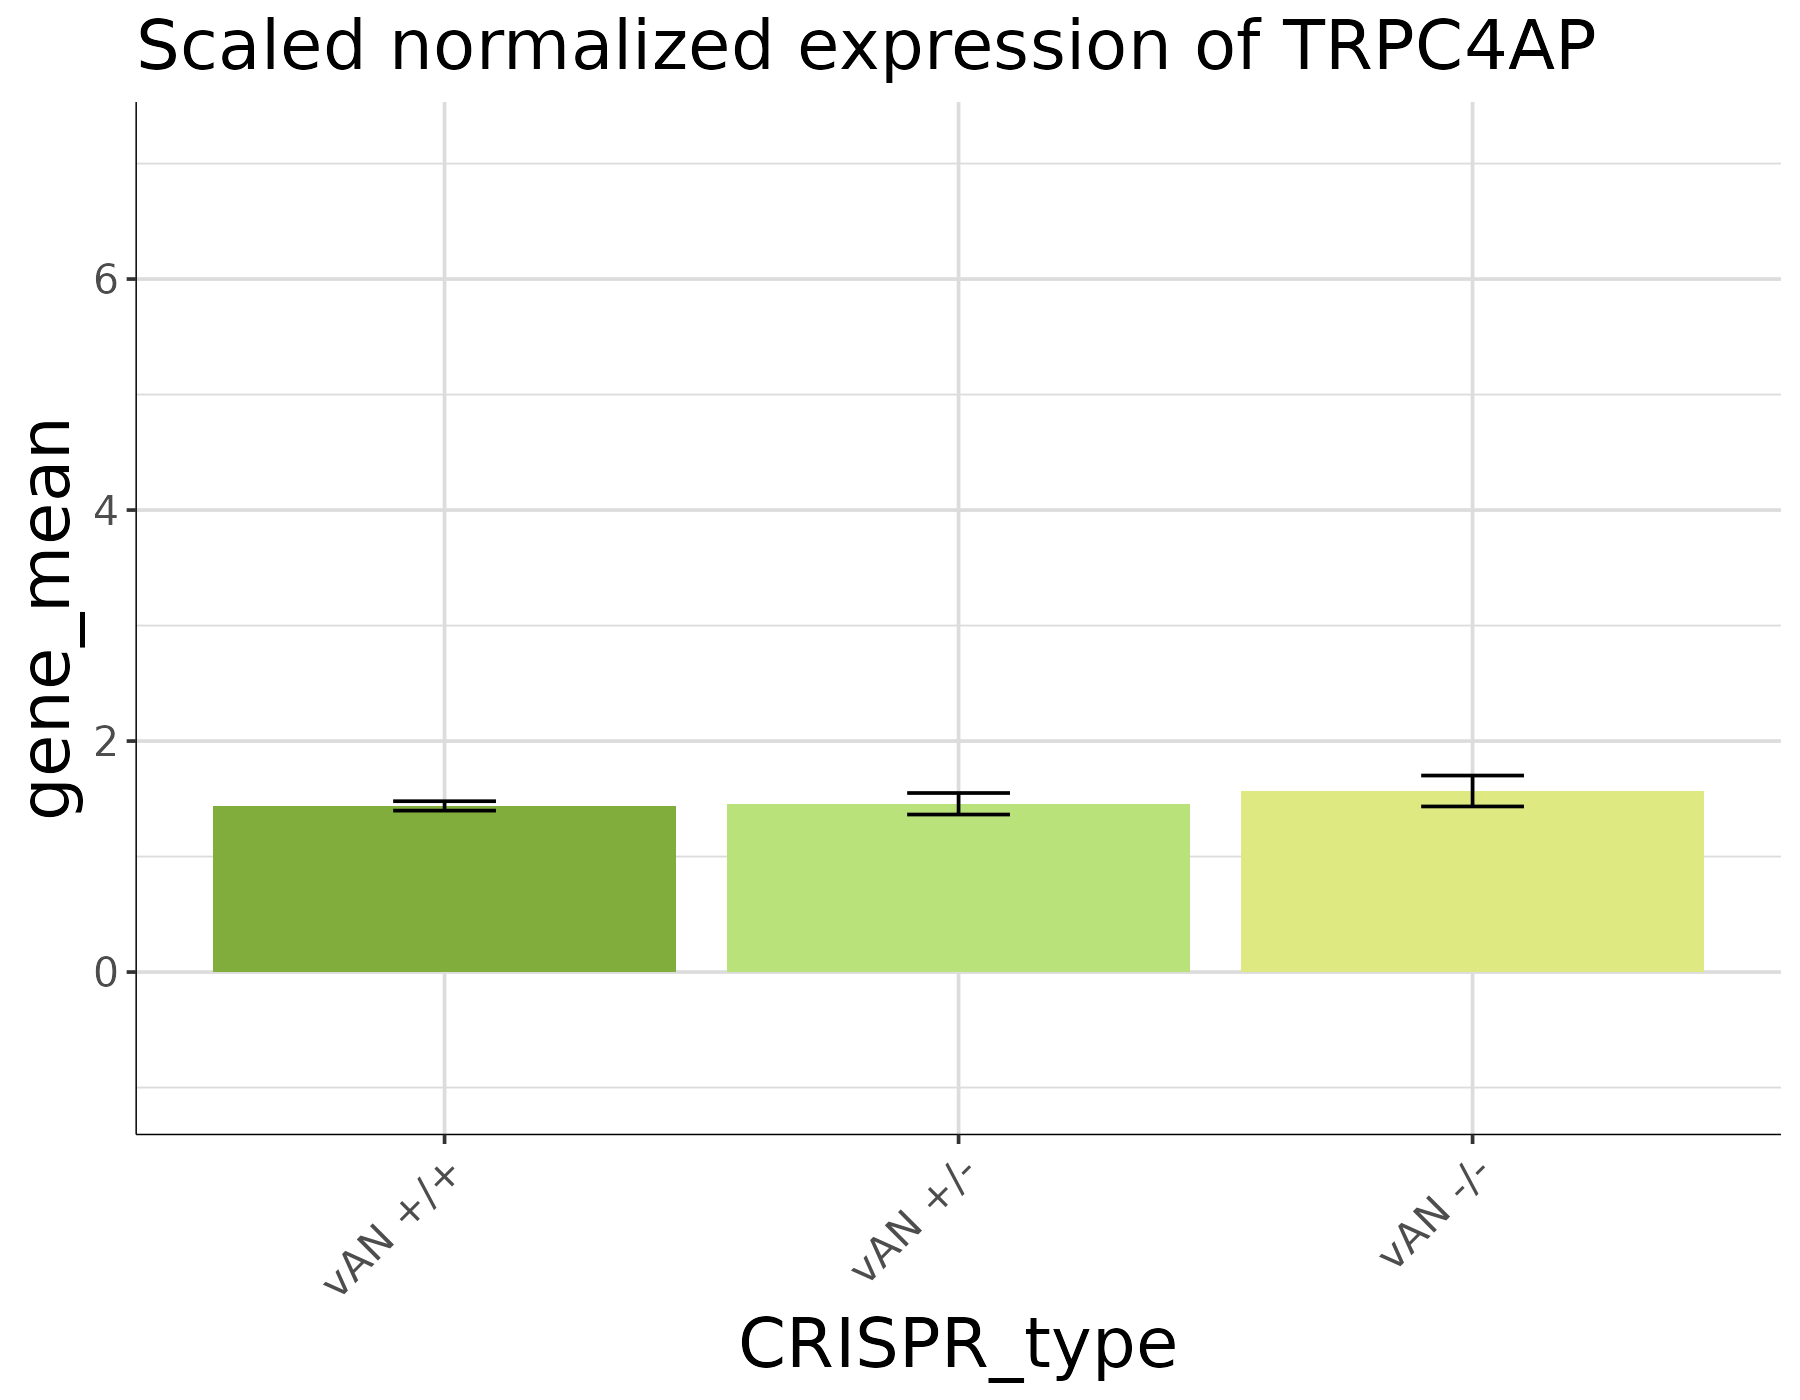 Scaled normalized expression of TRPC4AP
gene_mean
6
4
2
0
vAN +/+
vAN +/-
vAN -/-
CRISPR_type